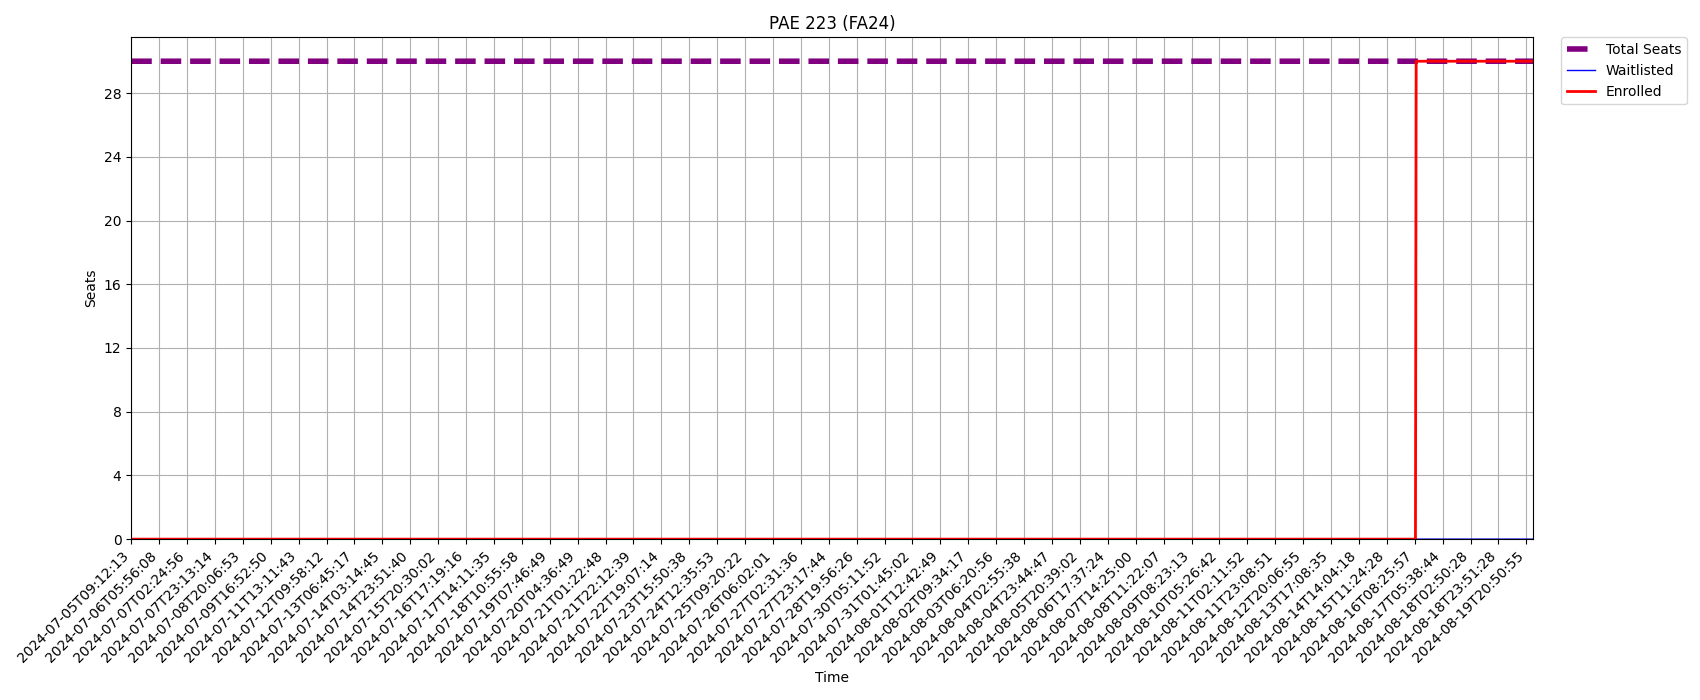 PAE 223 (FA24)
Total Seats
Waitlisted
Enrolled
Seats
28
24
20
16
12
8
4
0
2024-07-05T09:12:13
2024-07-06T05:56:08
2024-07-07T02:24:56
2024-07-07T23:13:14
2024-07-08T20:06:53
2024-07-09T16:52:50
2024-07-11T13:11:43
2024-07-12T09:58:12
2024-07-13T06:45:17
2024-07-14T03:14:45
2024-07-14T23:51:40
2024-07-15T20:30:02
2024-07-16T17:19:16
2024-07-17T14:11:35
2024-07-18T10:55:58
2024-07-19T07:46:49
2024-07-20T04:36:49
2024-07-21T01:22:48
2024-07-21T22:12:39
2024-07-22T19:07:14
2024-07-23T15:50:38
2024-07-24T12:35:53
2024-07-25T09:20:22
2024-07-26T06:02:01
2024-07-27T02:31:36
2024-07-27T23:17:44
2024-07-28T19:56:26
2024-07-30T05:11:52
2024-07-31T01:45:02
2024-08-01T12:42:49
2024-08-02T09:34:17
2024-08-03T06:20:56
2024-08-04T02:55:38
2024-08-04T23:44:47
2024-08-05T20:39:02
2024-08-06T17:37:24
2024-08-07T14:25:00
2024-08-08T11:22:07
2024-08-09T08:23:13
2024-08-10T05:26:42
2024-08-11T02:11:52
2024-08-11T23:08:51
2024-08-12T20:06:55
2024-08-13T17:08:35
2024-08-14T14:04:18
2024-08-15T11:24:28
2024-08-16T08:25:57
2024-08-17T05:38:44
2024-08-18T02:50:28
2024-08-18T23:51:28
2024-08-19T20:50:55
Time